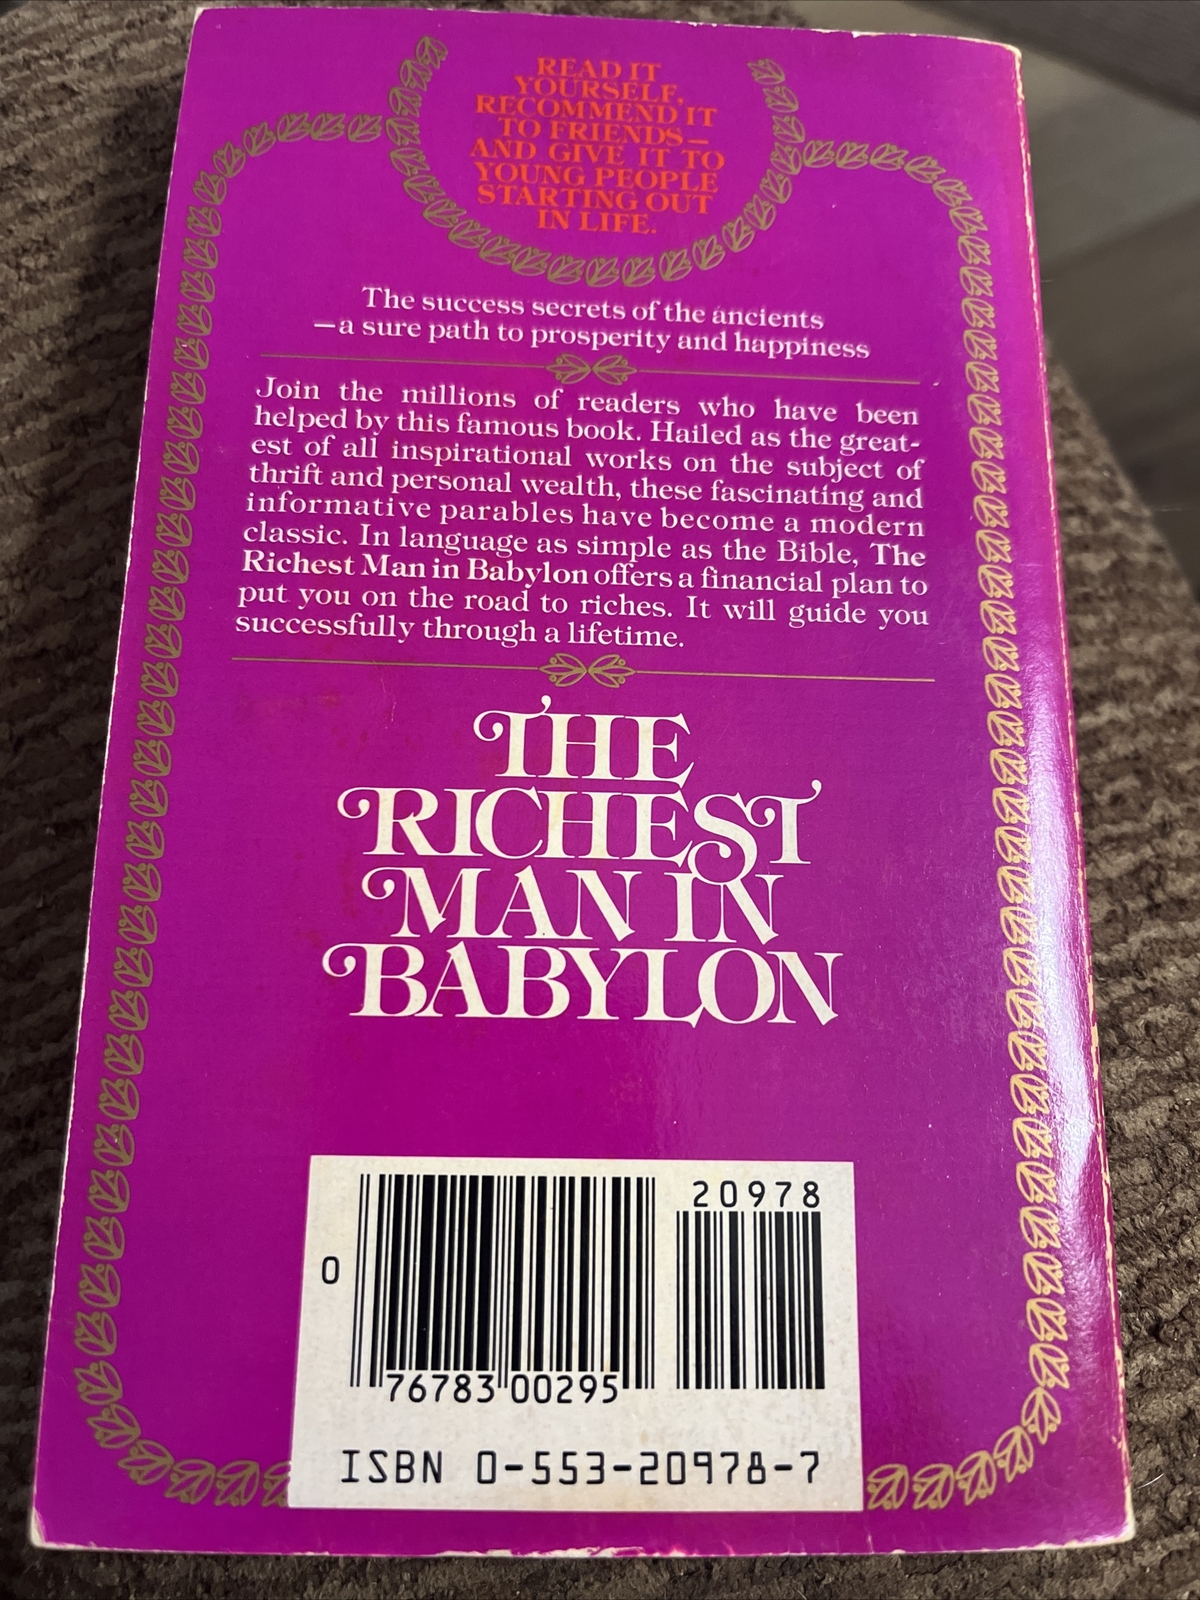 READ IT
YOURSELF,
RECOMMEND IT
TO FRIENDS—
AND GIVE IT TO
YOUNG PEOPLE
STARTING OUT
IN LIFE.
The success secrets of the ancients
—a sure path to prosperity and happiness
Join the millions of readers who have been
helped by this famous book. Hailed as the great-
est of all inspirational works on the subject of
thrift and personal wealth, these fascinating and
informative parables have become a modern
classic. In language as simple as the Bible, The
Richest Man in Babylon offers a financial plan to
put you on the road to riches. It will guide you
successfully through a lifetime.
THE
RICHEST
MAN IN
BABYLON
20978
0
76783 00295
ISBN 0-553-20978-7